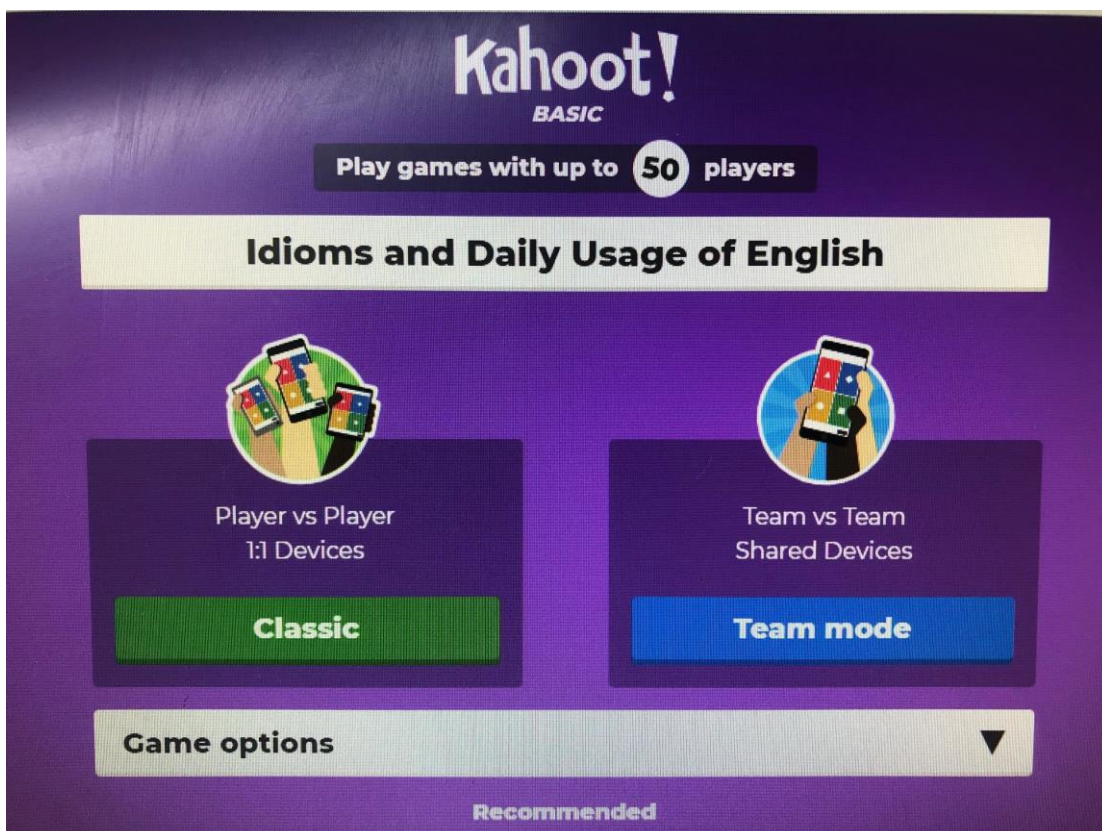 Kahoot!
BASIC
Play games with up to 50 players
Idioms and Daily Usage of English
Player vs Player
1:1 Devices
Classic
Team vs Team
Shared Devices
Team mode
Game options
Recommended